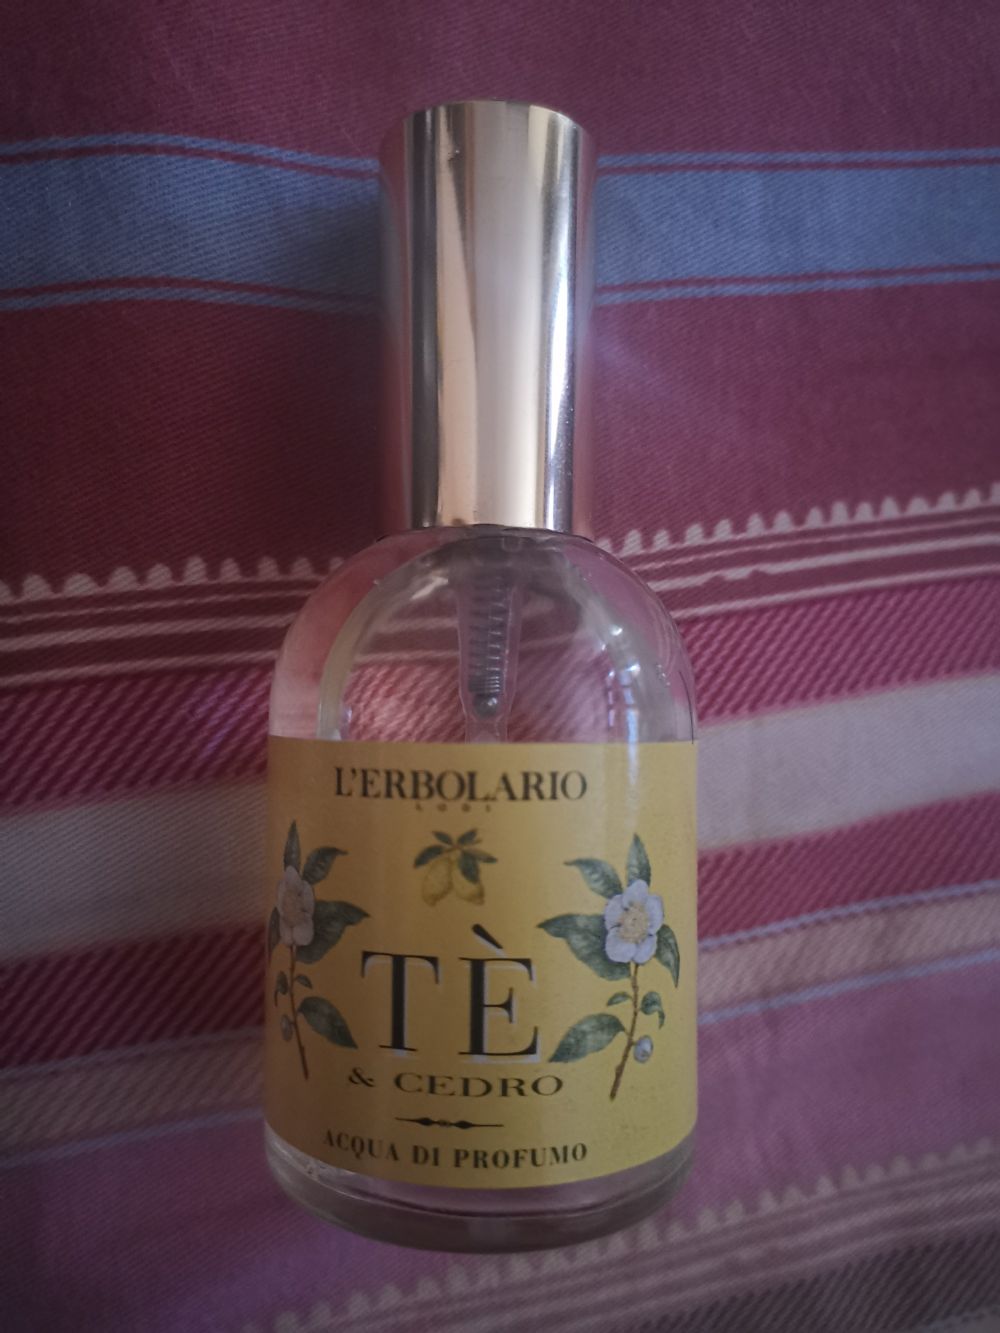 L'ERBOLARIO
LODI
TÈ
& CEDRO
ACQUA DI PROFUMO